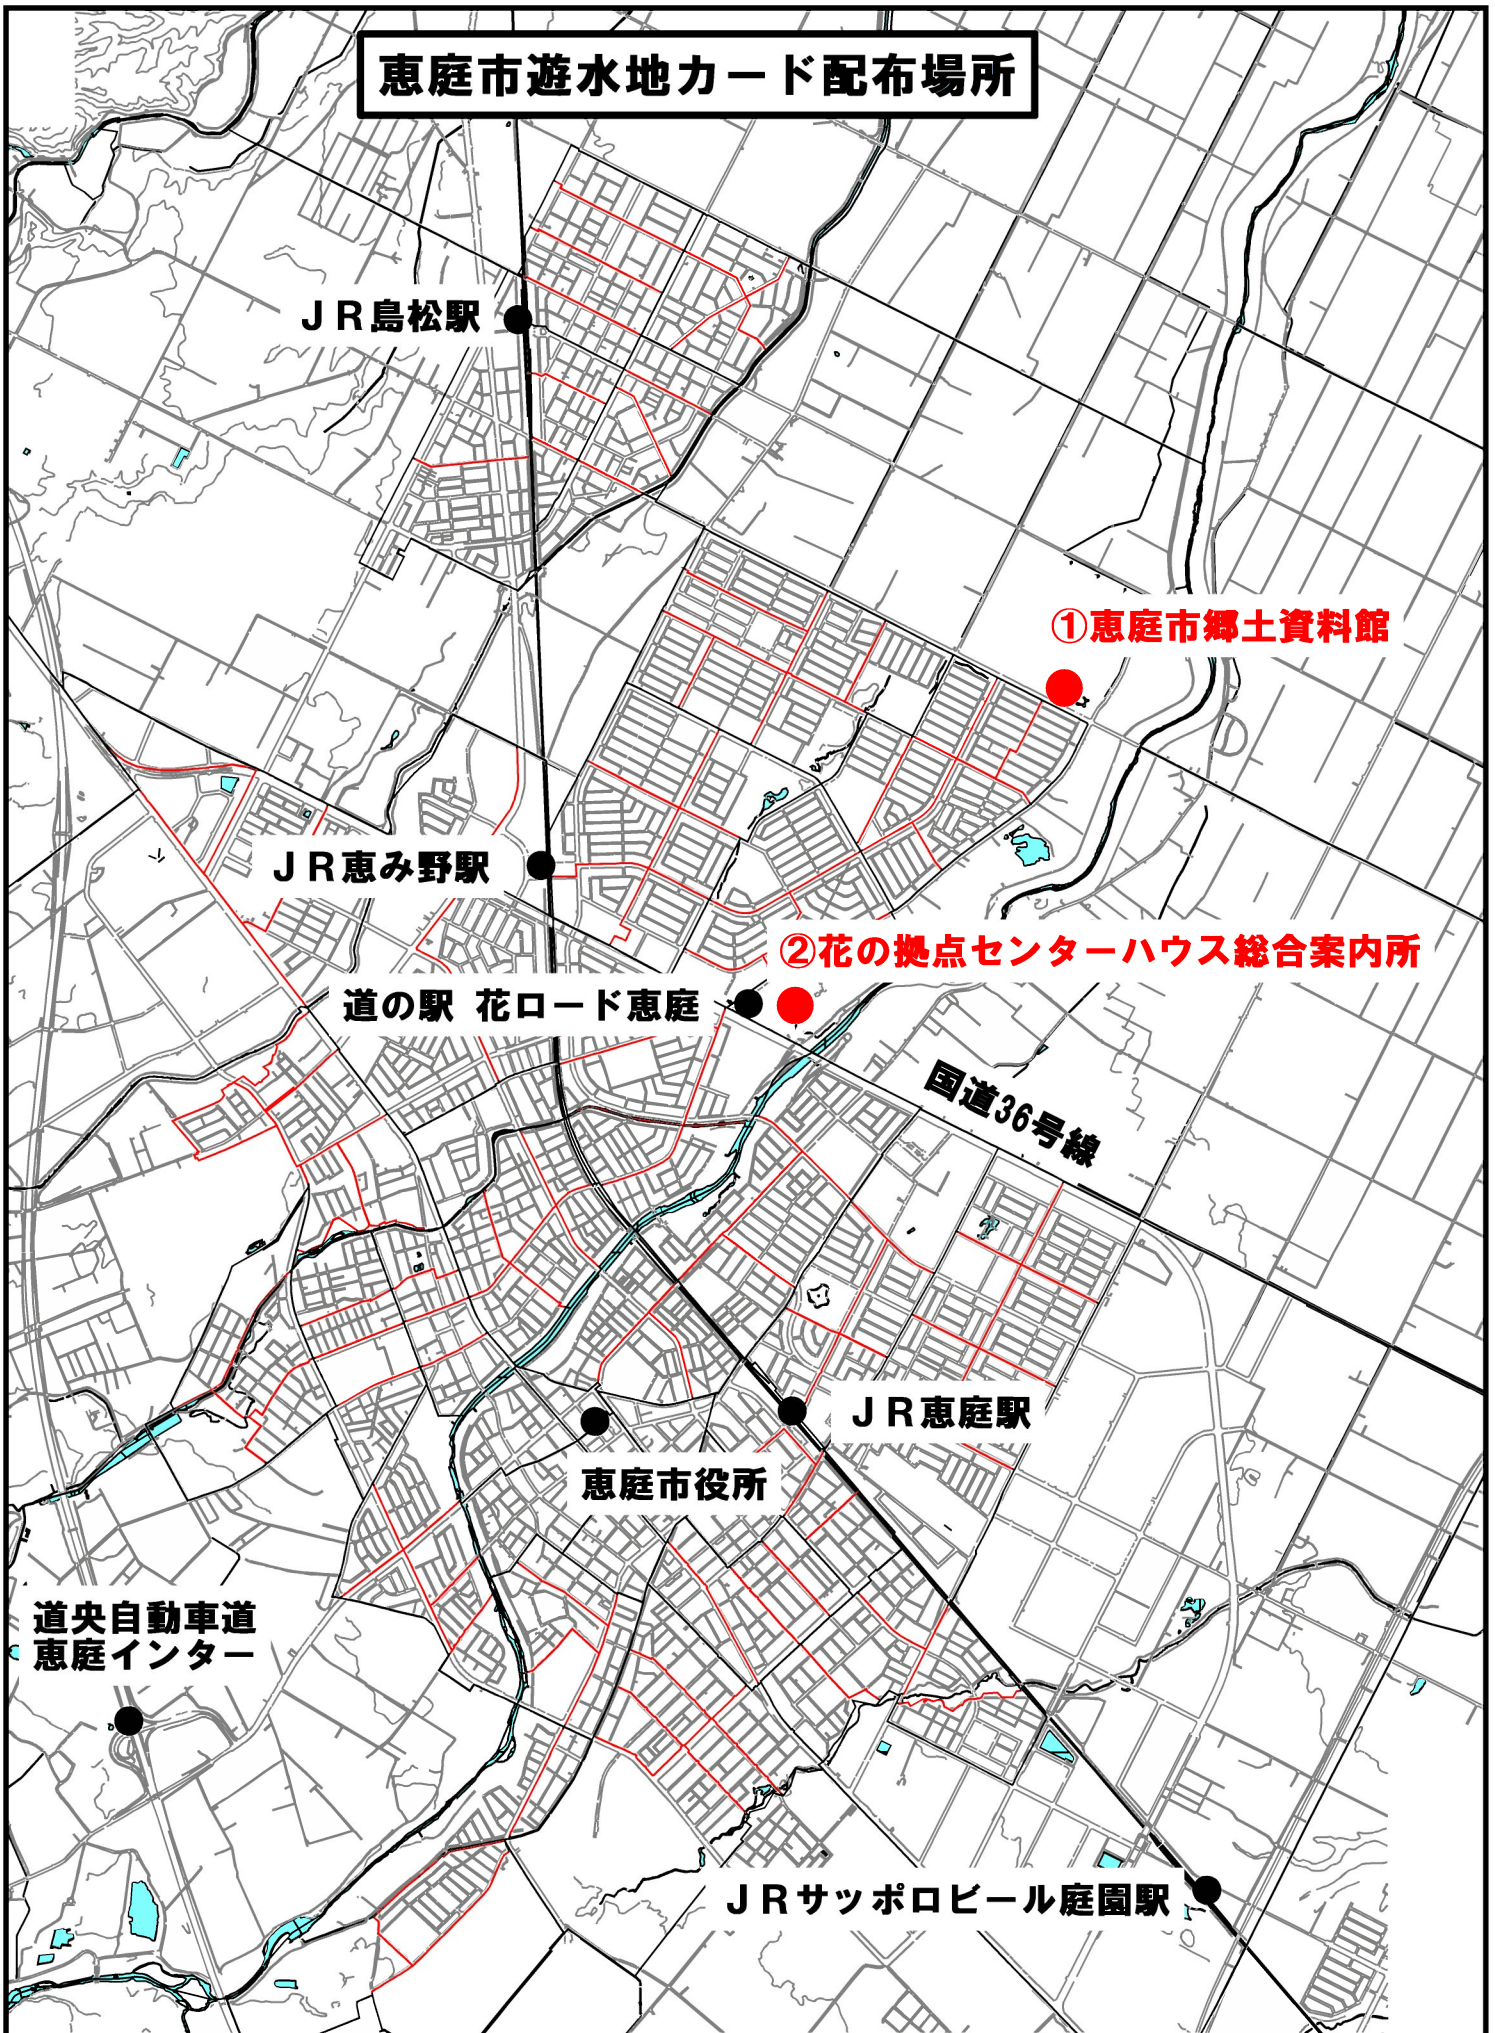 恵庭市遊水地カード配布場所
ＪＲ島松駅
①恵庭市郷土資料館
ＪＲ恵み野駅
②花の拠点センターハウス総合案内所
道の駅 花ロード恵庭
国道36号線
ＪＲ恵庭駅
恵庭市役所
道央自動車道
恵庭インター
ＪＲサッポロビール庭園駅